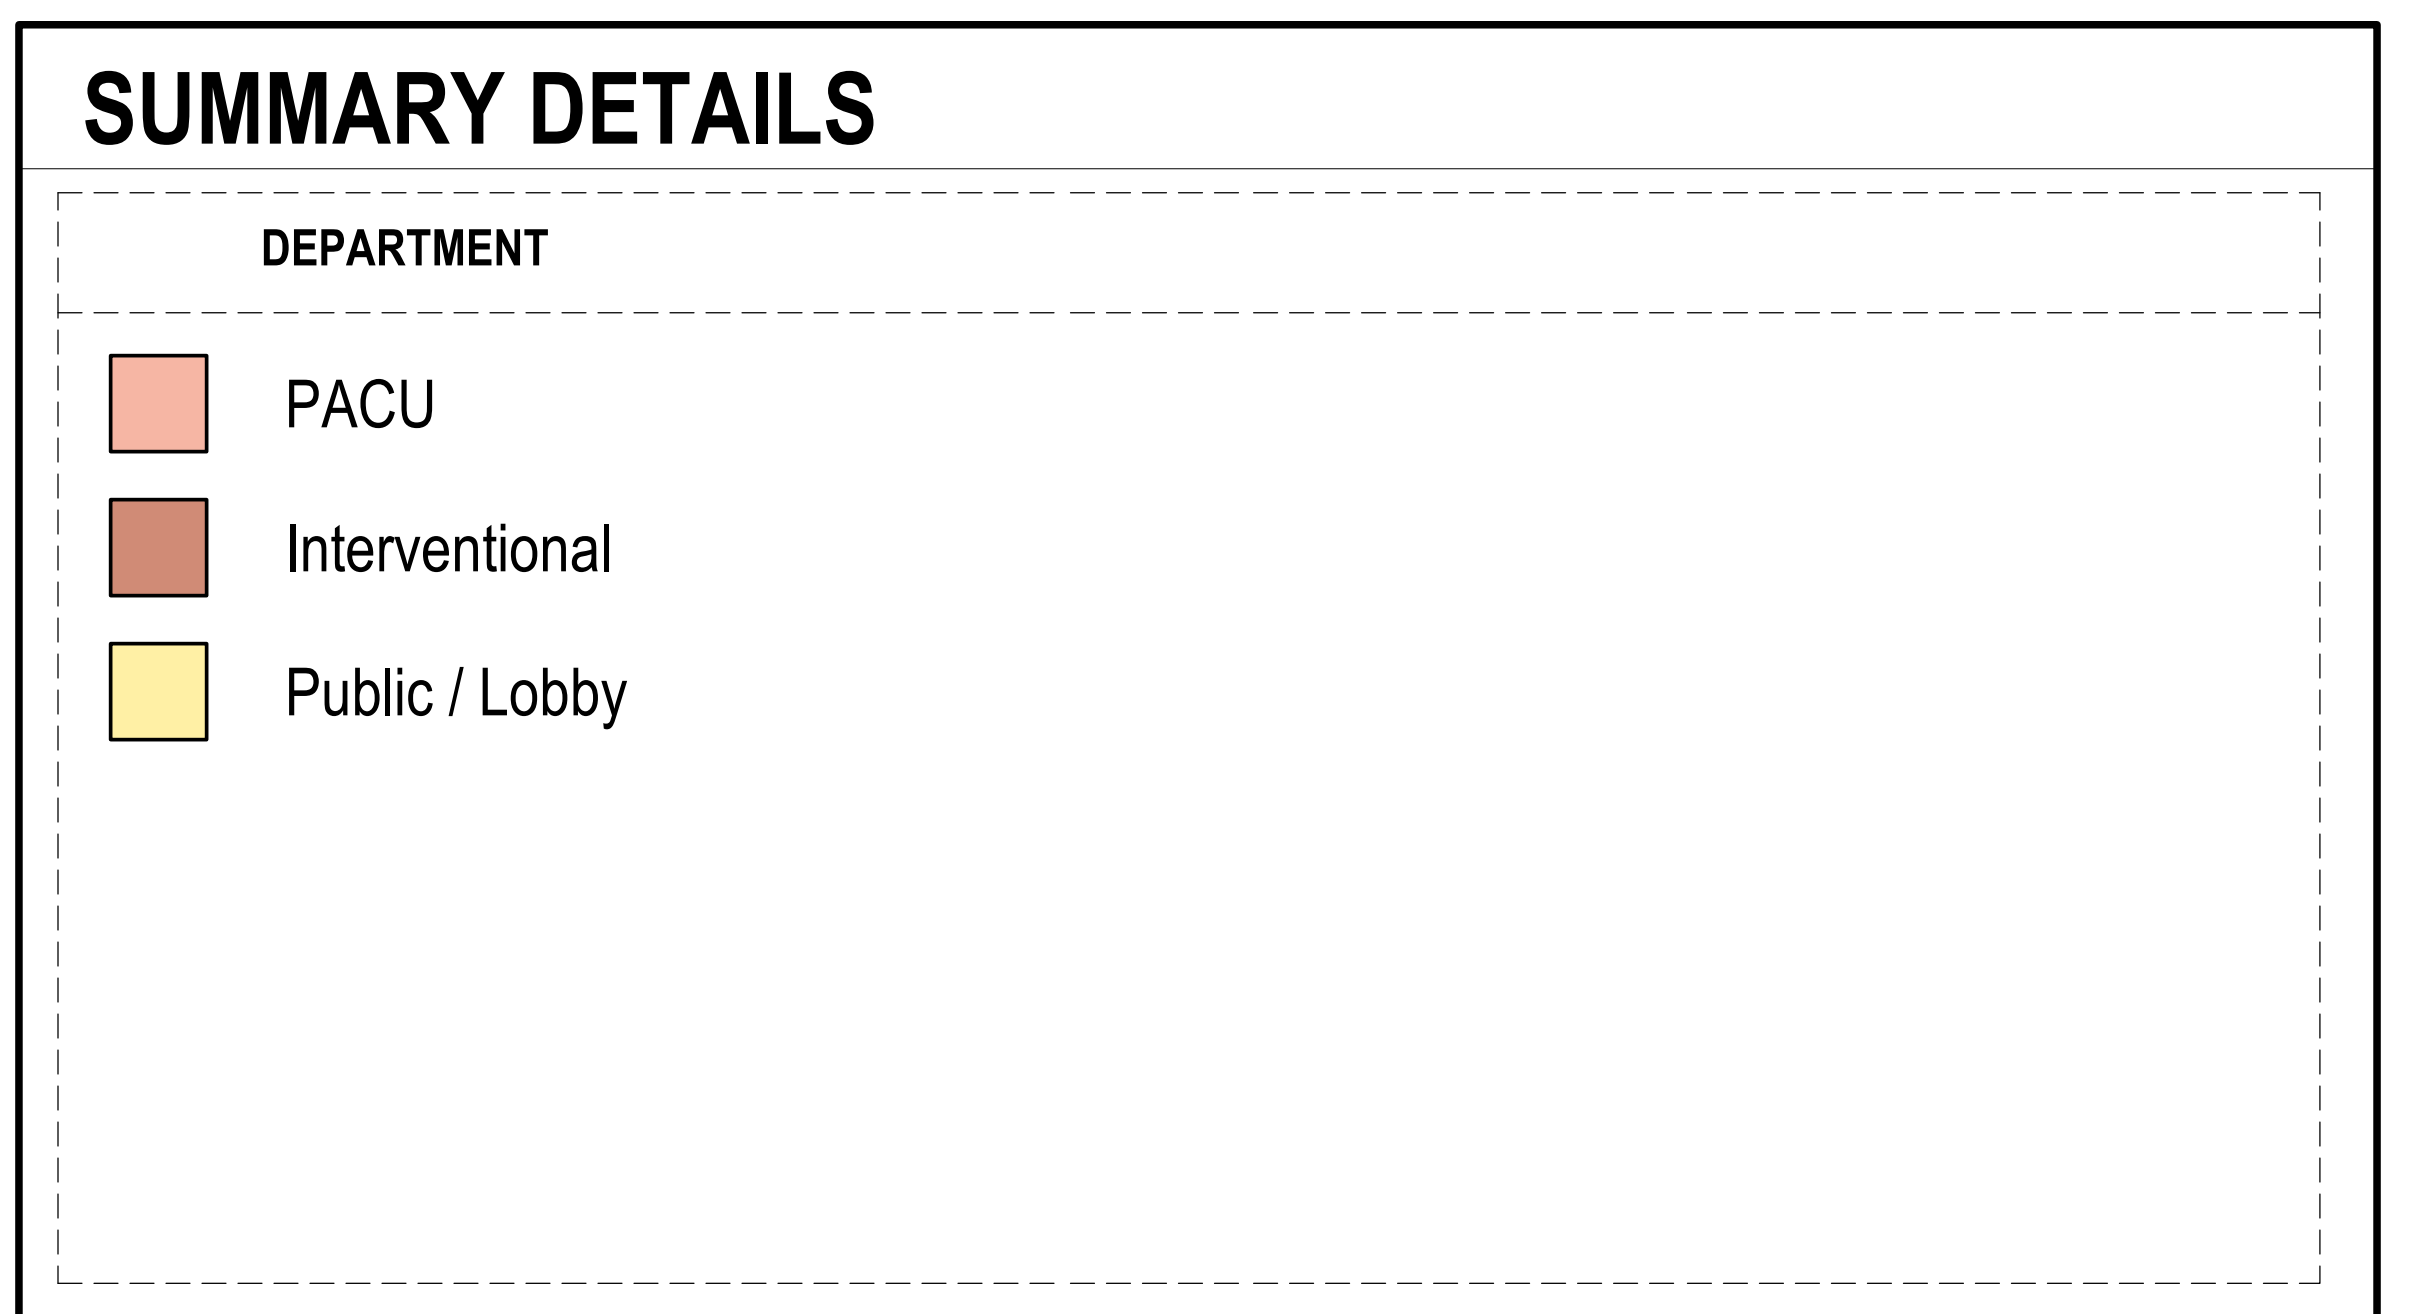 SUMMARY DETAILS
DEPARTMENT
PACU
Interventional
Public / Lobby